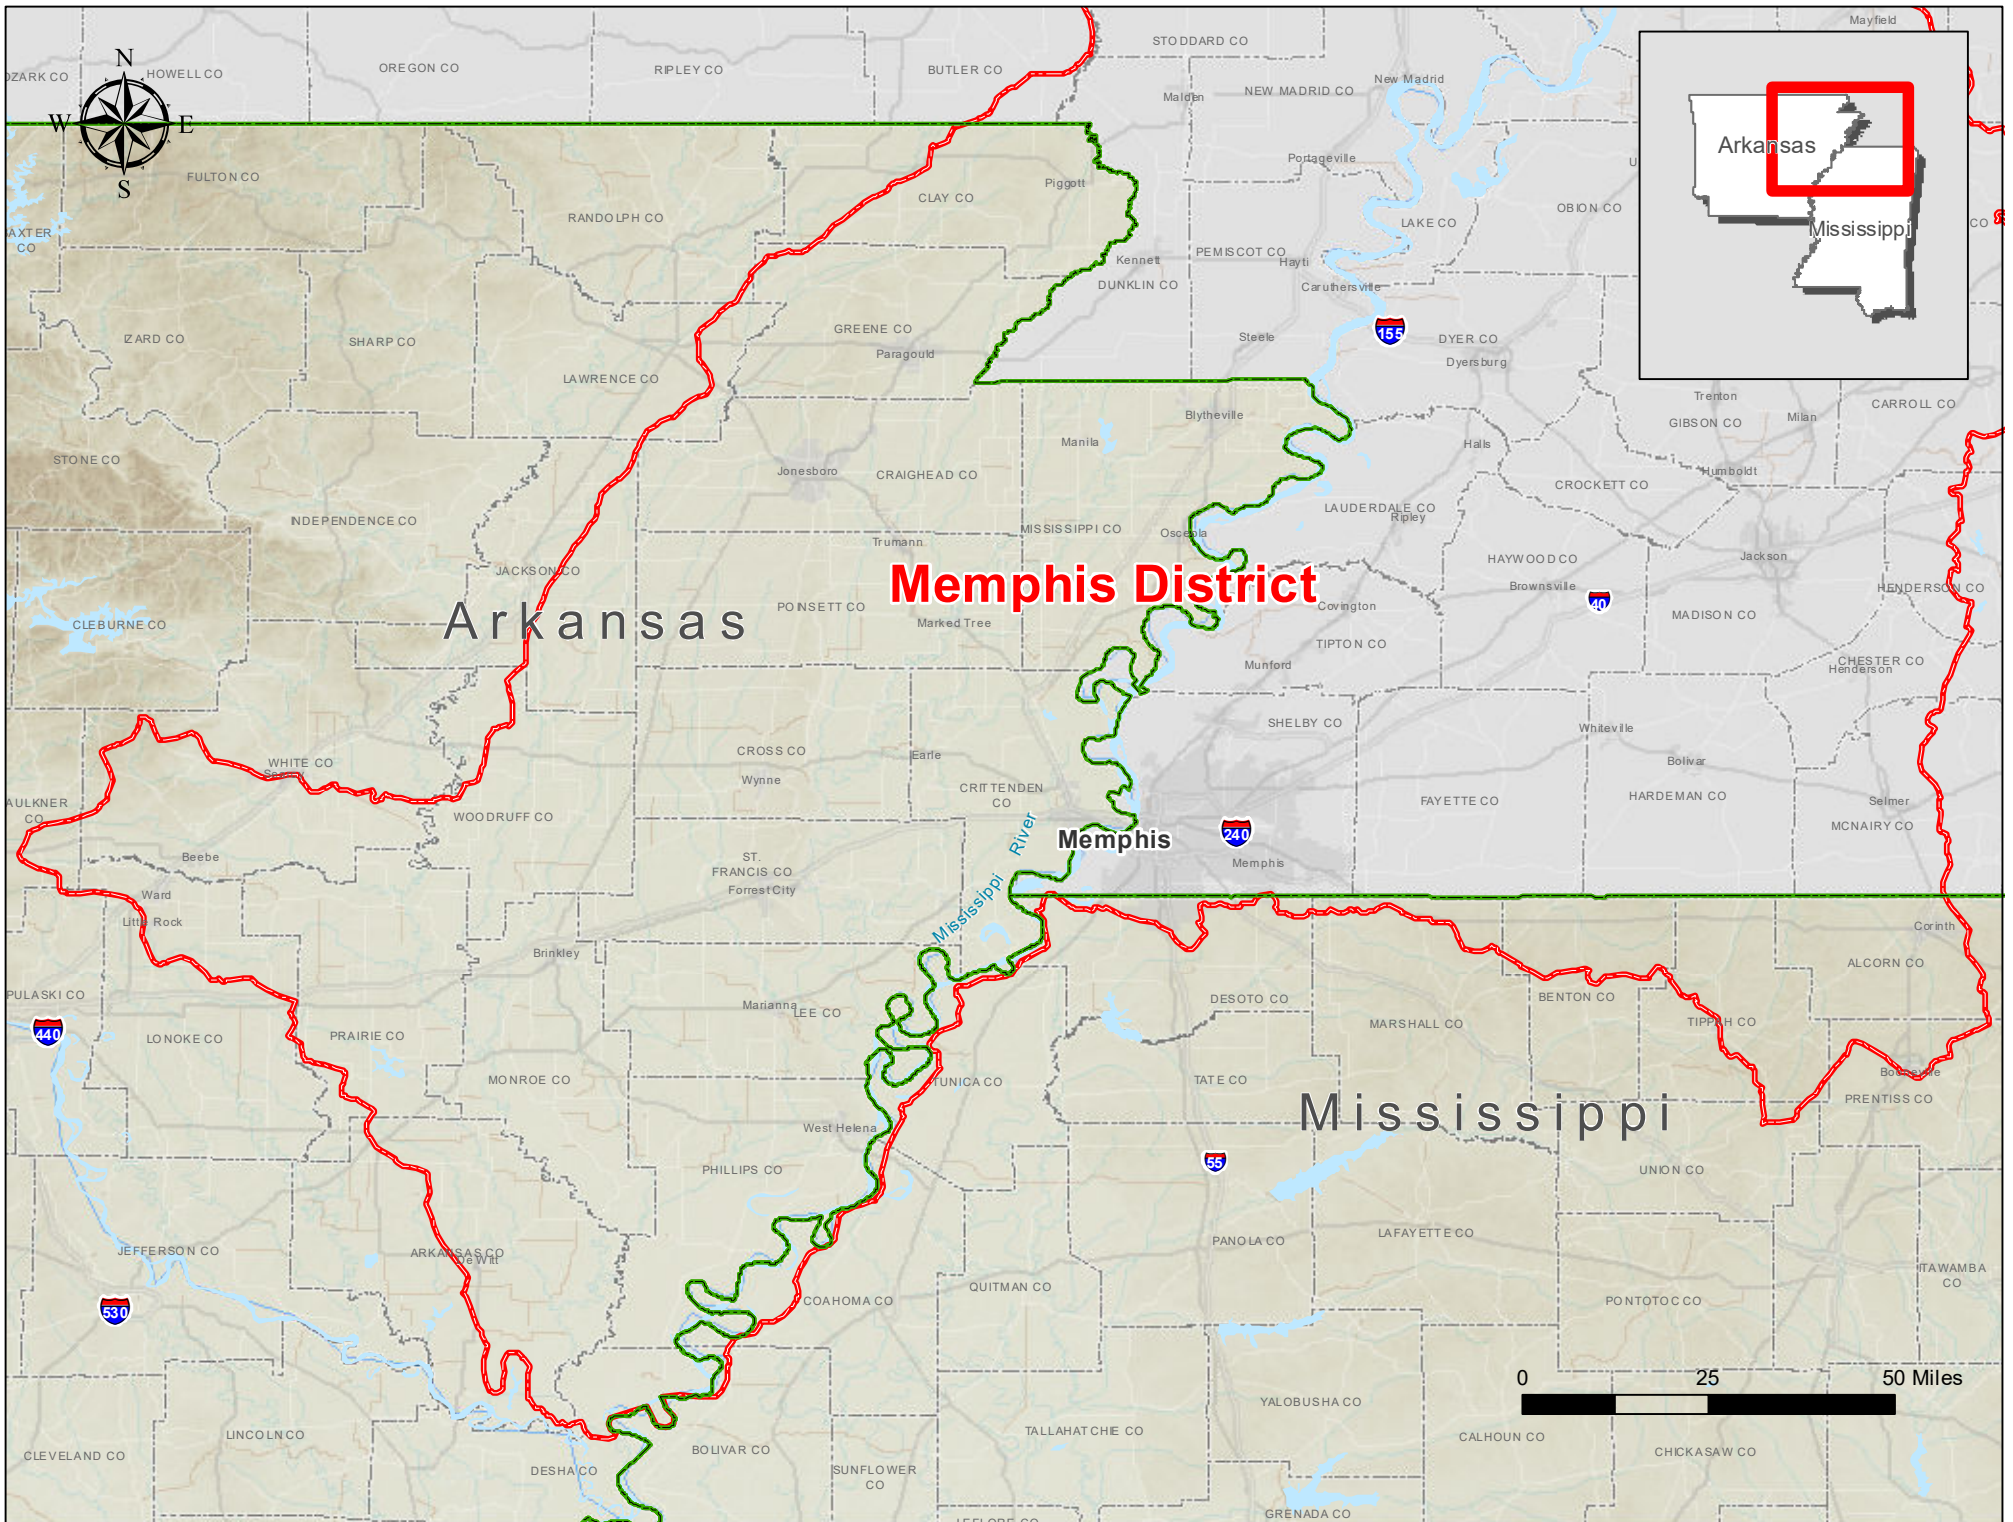 Mayfield
STODDARD CO
OREGON CO
RIPLEY CO
BUTLER CO
HOWELL CO
OZARK CO
N
W
E
S
New Madrid
Malden
NEW MADRID CO
Portageville
Arkansas
Mississippi
FULTON CO
RANDOLPH CO
CLAY CO
Piggott
OBION CO
LAKE CO
CO
AXTER
CO
PEMISCOT CO
Hayti
Kennett
DUNKLIN CO
Caruthersville
IZARD CO
SHARP CO
GREENE CO
Paragould
LAWRENCE CO
Steele
155
DYER CO
Dyersburg
Trenton
Milan
CARROLL CO
GIBSON CO
Blytheville
Manila
Halls
STONE CO
Jonesboro
CRAIGHEAD CO
Humboldt
CROCKETT CO
INDEPENDENCE CO
MISSISSIPPI CO
Osceola
LAUDERDALE CO
Ripley
Trumann
HAYWOOD CO
Jackson
JACKSON CO
Memphis District
Brownsville
40
HENDERSON CO
POINSETT CO
Covington
MADISON CO
Arkansas
Marked Tree
CLEBURNE CO
TIPTON CO
Munford
CHESTER CO
Henderson
SHELBY CO
Whiteville
WHITE CO
Searcy
CROSS CO
Wynne
Earle
Bolivar
CRITTENDEN
CO
FAYETTE CO
HARDEMAN CO
Selmer
MCNAIRY CO
AULKNER
CO
WOODRUFF CO
Mississippi River
Memphis
240
Memphis
Beebe
ST.
FRANCIS CO
Forrest City
Ward
Little Rock
Brinkley
Corinth
ALCORN CO
PULASKI CO
Marianna
LEE CO
DESOTO CO
BENTON CO
440
LONOKE CO
PRAIRIE CO
MARSHALL CO
TIPPAH CO
MONROE CO
TUNICA CO
TATE CO
Booneville
PRENTISS CO
Mississippi
West Helena
PHILLIPS CO
55
UNION CO
JEFFERSON CO
ARKANSAS CO
De Witt
PANOLA CO
LAFAYETTE CO
ITAWAMBA
CO
QUITMAN CO
COAHOMA CO
PONTOTOC CO
530
0 25 50 Miles
YALOBUSHA CO
LINCOLN CO
TALLAHATCHIE CO
CALHOUN CO
CHICKASAW CO
CLEVELAND CO
BOLIVAR CO
DESHA CO
SUNFLOWER
CO
GRENADA CO